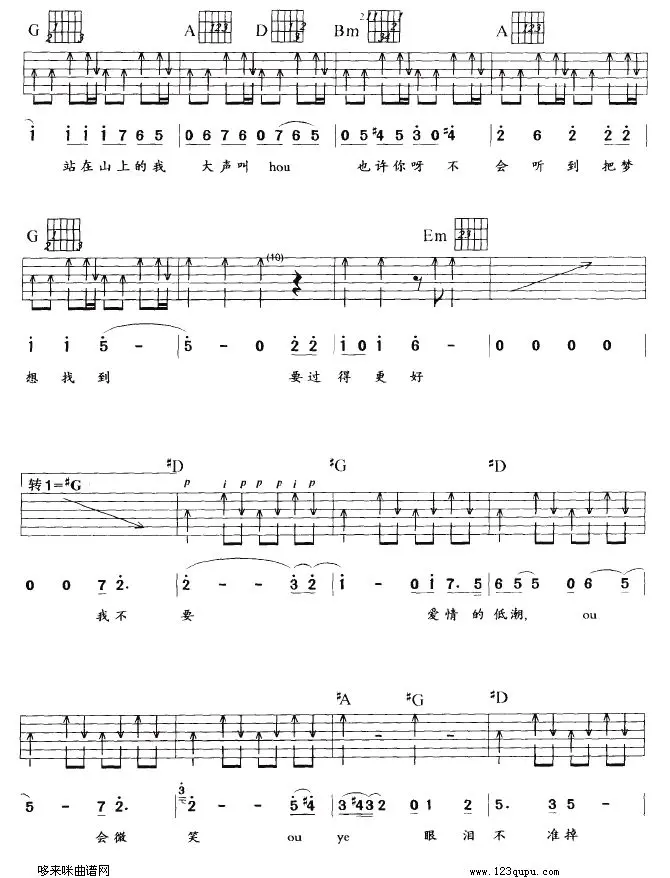 G A D Bm A
i i i i 7 6 5 0 6 7 6 0 7 6 5 0 5 #4 5 3 0 #4 2 6 2 2 2
站在山上的我 大声叫 hou 也许你呀不 会听到把梦
G Em
(10)
i i 5 - - 5 - 0 2 2 i 0 i 6 - 0 0 0 0
想找到 要过得更好
#D #G #D
转1=#G p i p p p i p
0 0 7 2. 2 - - 3 2 i - 0 i 7. 5 6 5 5 0 6 5
我不 要 爱情的低潮, ou
#A #G #D
3
5 - 7 2. 2 - - 5 #4 3 #4 3 2 0 1 2 5. 3 5 -
会微 笑 ou ye 眼泪不 准掉
哆来咪曲谱网 www.123qupu.com